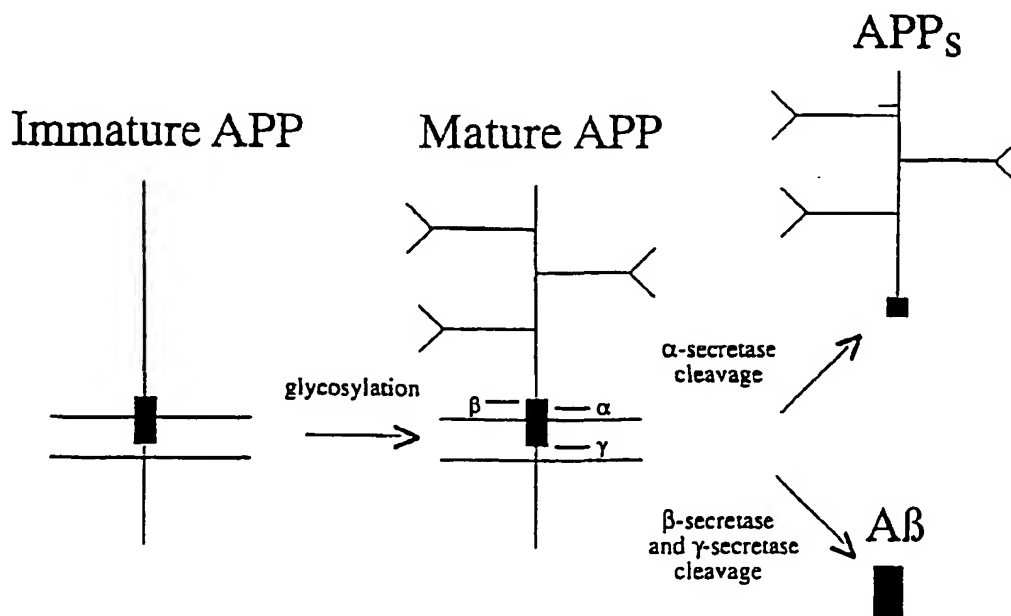 APPs
Immature APP
Mature APP
glycosylation
β
α
γ
α-secretase
cleavage
β-secretase
and γ-secretase
cleavage
Aß